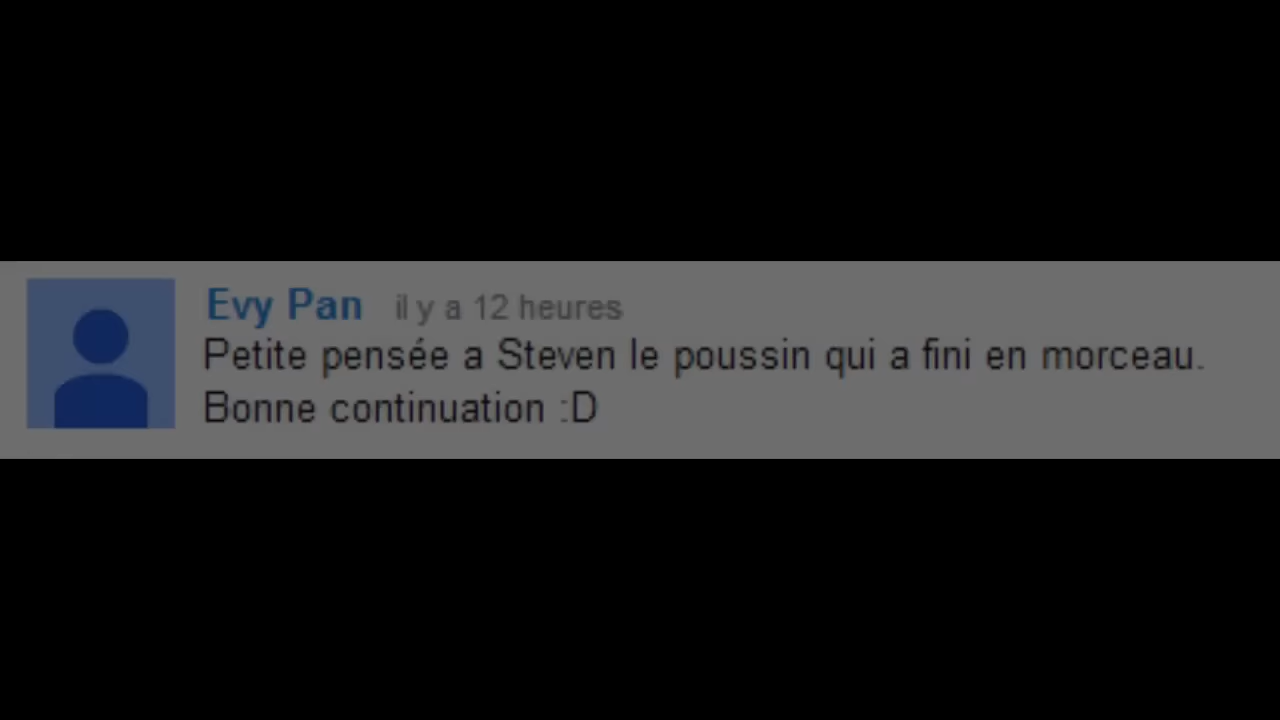 Evy Pan il y a 12 heures
Petite pensée a Steven le poussin qui a fini en morceau.
Bonne continuation :D